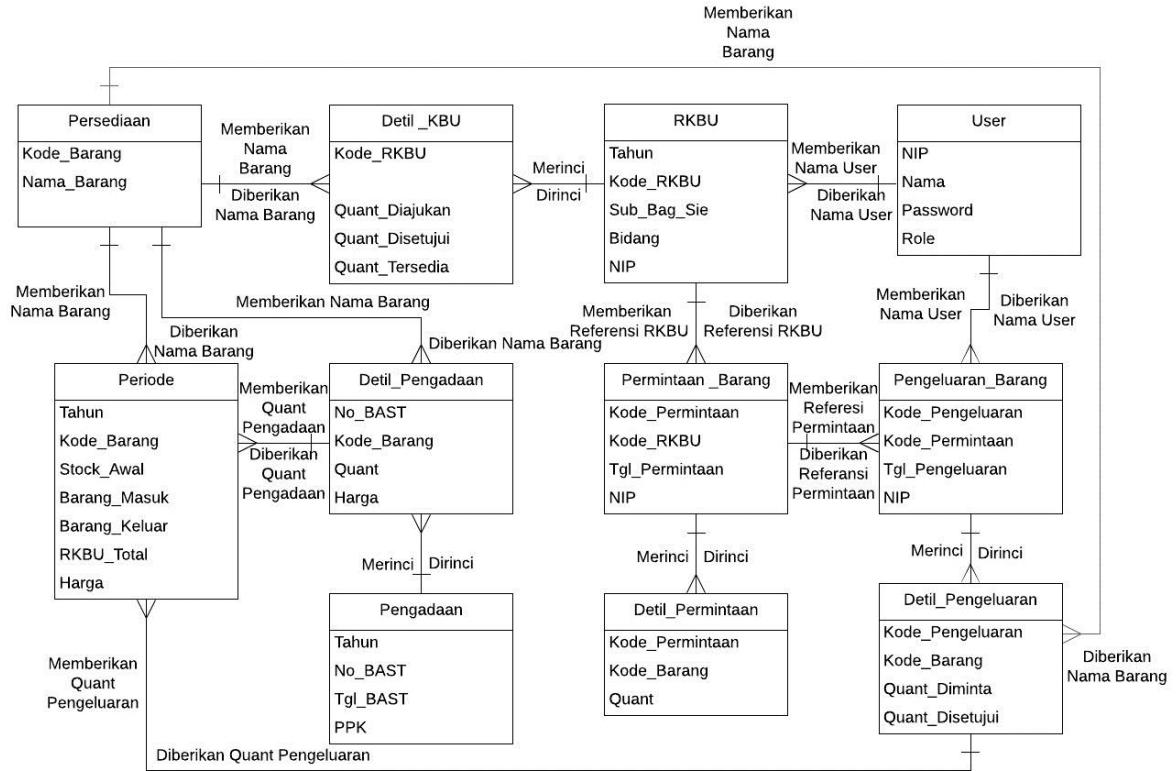 Memberikan
Nama
Barang
Persediaan
Kode_Barang
Nama_Barang
Memberikan
Nama
Barang
Diberikan
Nama Barang
Detil _KBU
Kode_RKBU
Quant_Diajukan
Quant_Disetujui
Quant_Tersedia
Merinci
Dirinci
RKBU
Tahun
Kode_RKBU
Sub_Bag_Sie
Bidang
NIP
Memberikan
Nama User
Diberikan
Nama User
User
NIP
Nama
Password
Role
Memberikan
Nama Barang
Diberikan
Nama Barang
Memberikan Nama Barang
Diberikan Nama Barang
Memberikan
Referensi RKBU
Diberikan
Referensi RKBU
Memberikan
Nama User
Diberikan
Nama User
Periode
Tahun
Kode_Barang
Stock_Awal
Barang_Masuk
Barang_Keluar
RKBU_Total
Harga
Memberikan
Quant
Pengadaan
Diberikan
Quant
Pengadaan
Detil_Pengadaan
No_BAST
Kode_Barang
Quant
Harga
Permintaan _Barang
Kode_Permintaan
Kode_RKBU
Tgl_Permintaan
NIP
Memberikan
Referesi
Permintaan
Diberikan
Referansi
Permintaan
Pengeluaran_Barang
Kode_Pengeluaran
Kode_Permintaan
Tgl_Pengeluaran
NIP
Merinci
Dirinci
Merinci
Dirinci
Merinci
Dirinci
Pengadaan
Tahun
No_BAST
Tgl_BAST
PPK
Detil_Permintaan
Kode_Permintaan
Kode_Barang
Quant
Detil_Pengeluaran
Kode_Pengeluaran
Kode_Barang
Quant_Diminta
Quant_Disetujui
Diberikan
Nama Barang
Memberikan
Quant
Pengeluaran
Diberikan Quant Pengeluaran